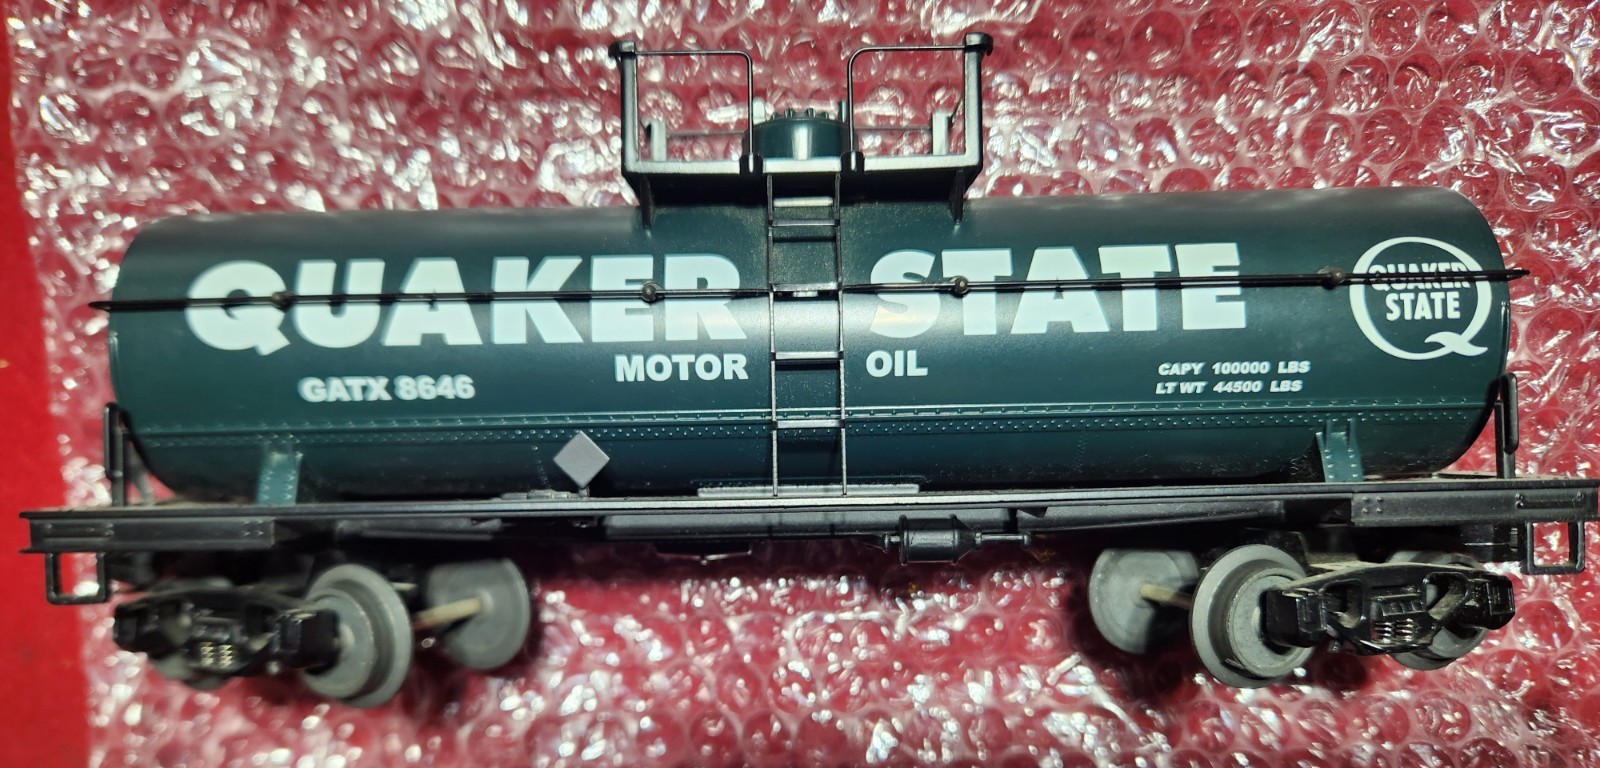 QUAKER STATE
MOTOR OIL
GATX 8646
CAPY 100000 LBS
LT WT 44500 LBS
QUAKER
STATE